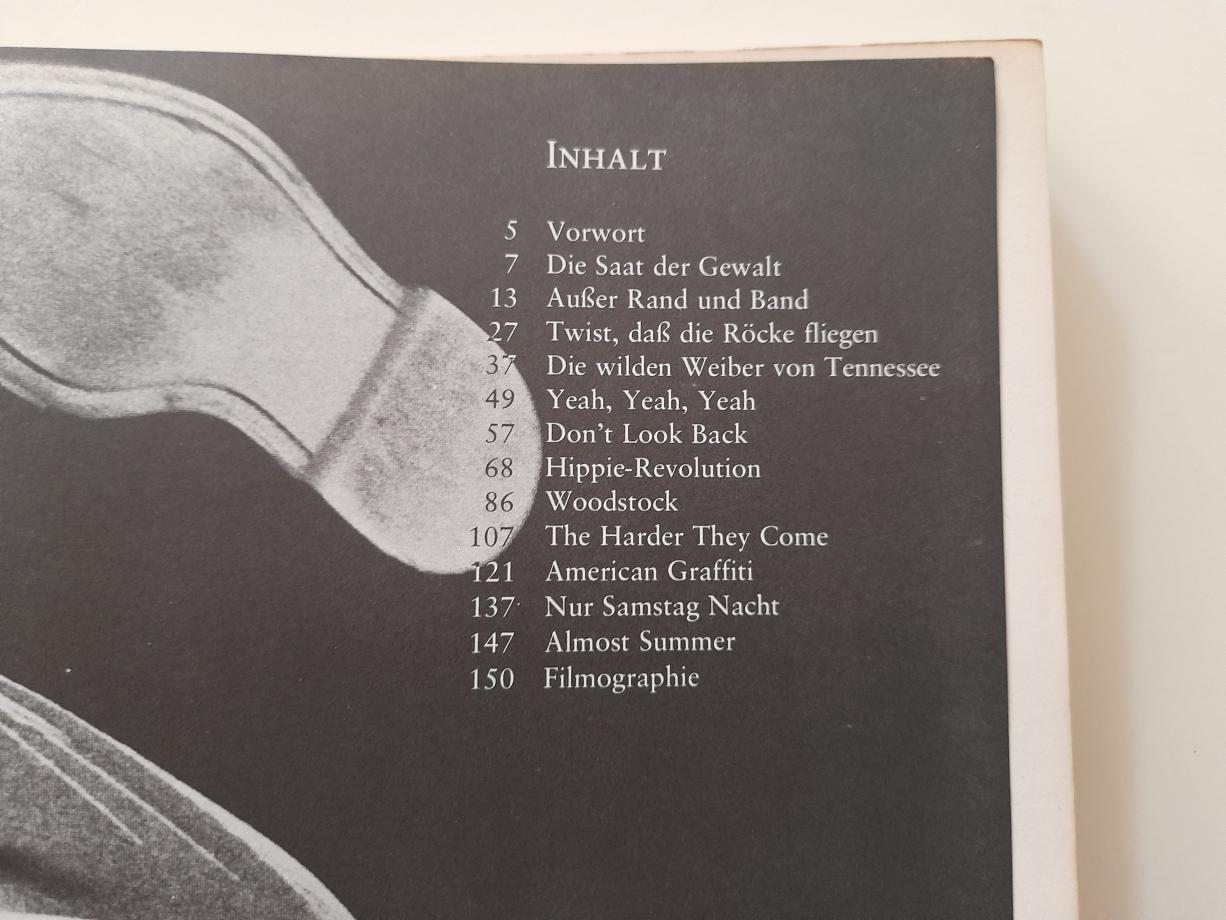 INHALT
5 Vorwort
7 Die Saat der Gewalt
13 Außer Rand und Band
27 Twist, daß die Röcke fliegen
37 Die wilden Weiber von Tennessee
49 Yeah, Yeah, Yeah
57 Don't Look Back
68 Hippie-Revolution
86 Woodstock
107 The Harder They Come
121 American Graffiti
137 Nur Samstag Nacht
147 Almost Summer
150 Filmographie